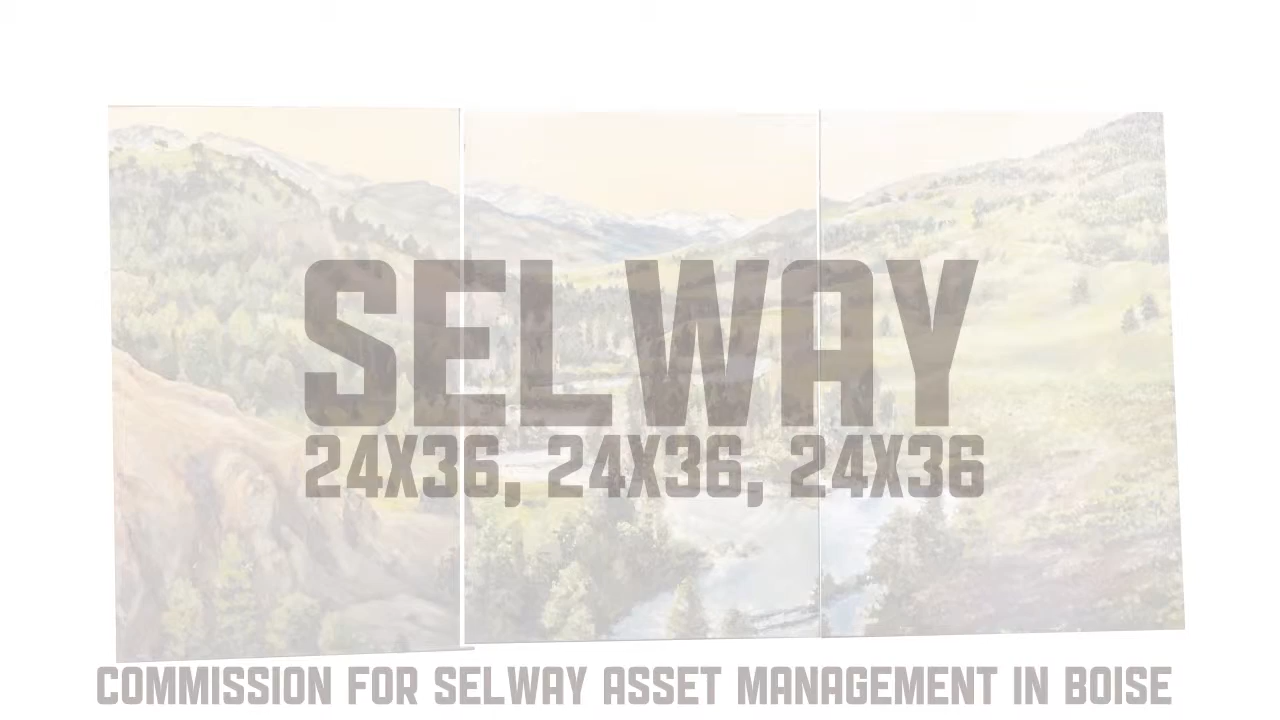 SELWAY
24X36, 24X36, 24X36
COMMISSION FOR SELWAY ASSET MANAGEMENT IN BOISE